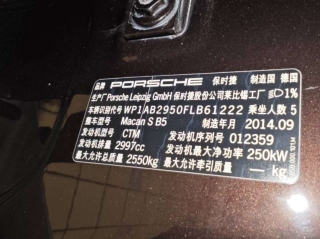 品牌 PORSCHE 保时捷 制造国 德国
生产厂 Porsche Leipzig GmbH 保时捷股份公司莱比锡工厂 1%
车辆识别代号 WP1AB2950FLB61222 乘坐人数 5
整车型号 Macan S B5 制造年月 2014.09
发动机型号 CTM 发动机序列号 012359
发动机排量 2997cc 发动机最大净功率 250kW
最大允许总质量 2550kg 最大允许牵引质量 — kg